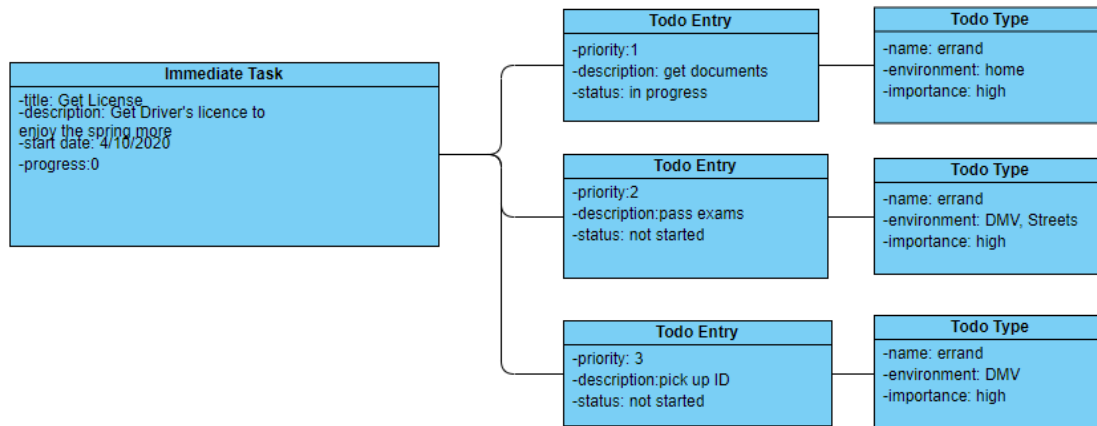 Immediate Task
-title: Get License
-description: Get Driver's licence to
enjoy the spring more
-start date: 4/10/2020
-progress:0
Todo Entry
-priority:1
-description: get documents
-status: in progress
Todo Type
-name: errand
-environment: home
-importance: high
Todo Entry
-priority:2
-description:pass exams
-status: not started
Todo Type
-name: errand
-environment: DMV, Streets
-importance: high
Todo Entry
-priority: 3
-description:pick up ID
-status: not started
Todo Type
-name: errand
-environment: DMV
-importance: high